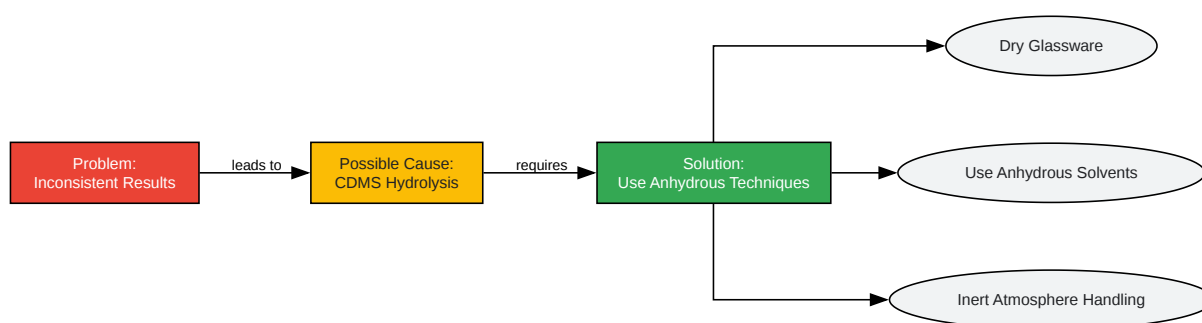 Dry Glassware
Problem:
Inconsistent Results
leads to
Possible Cause:
CDMS Hydrolysis
requires
Solution:
Use Anhydrous Techniques
Use Anhydrous Solvents
Inert Atmosphere Handling